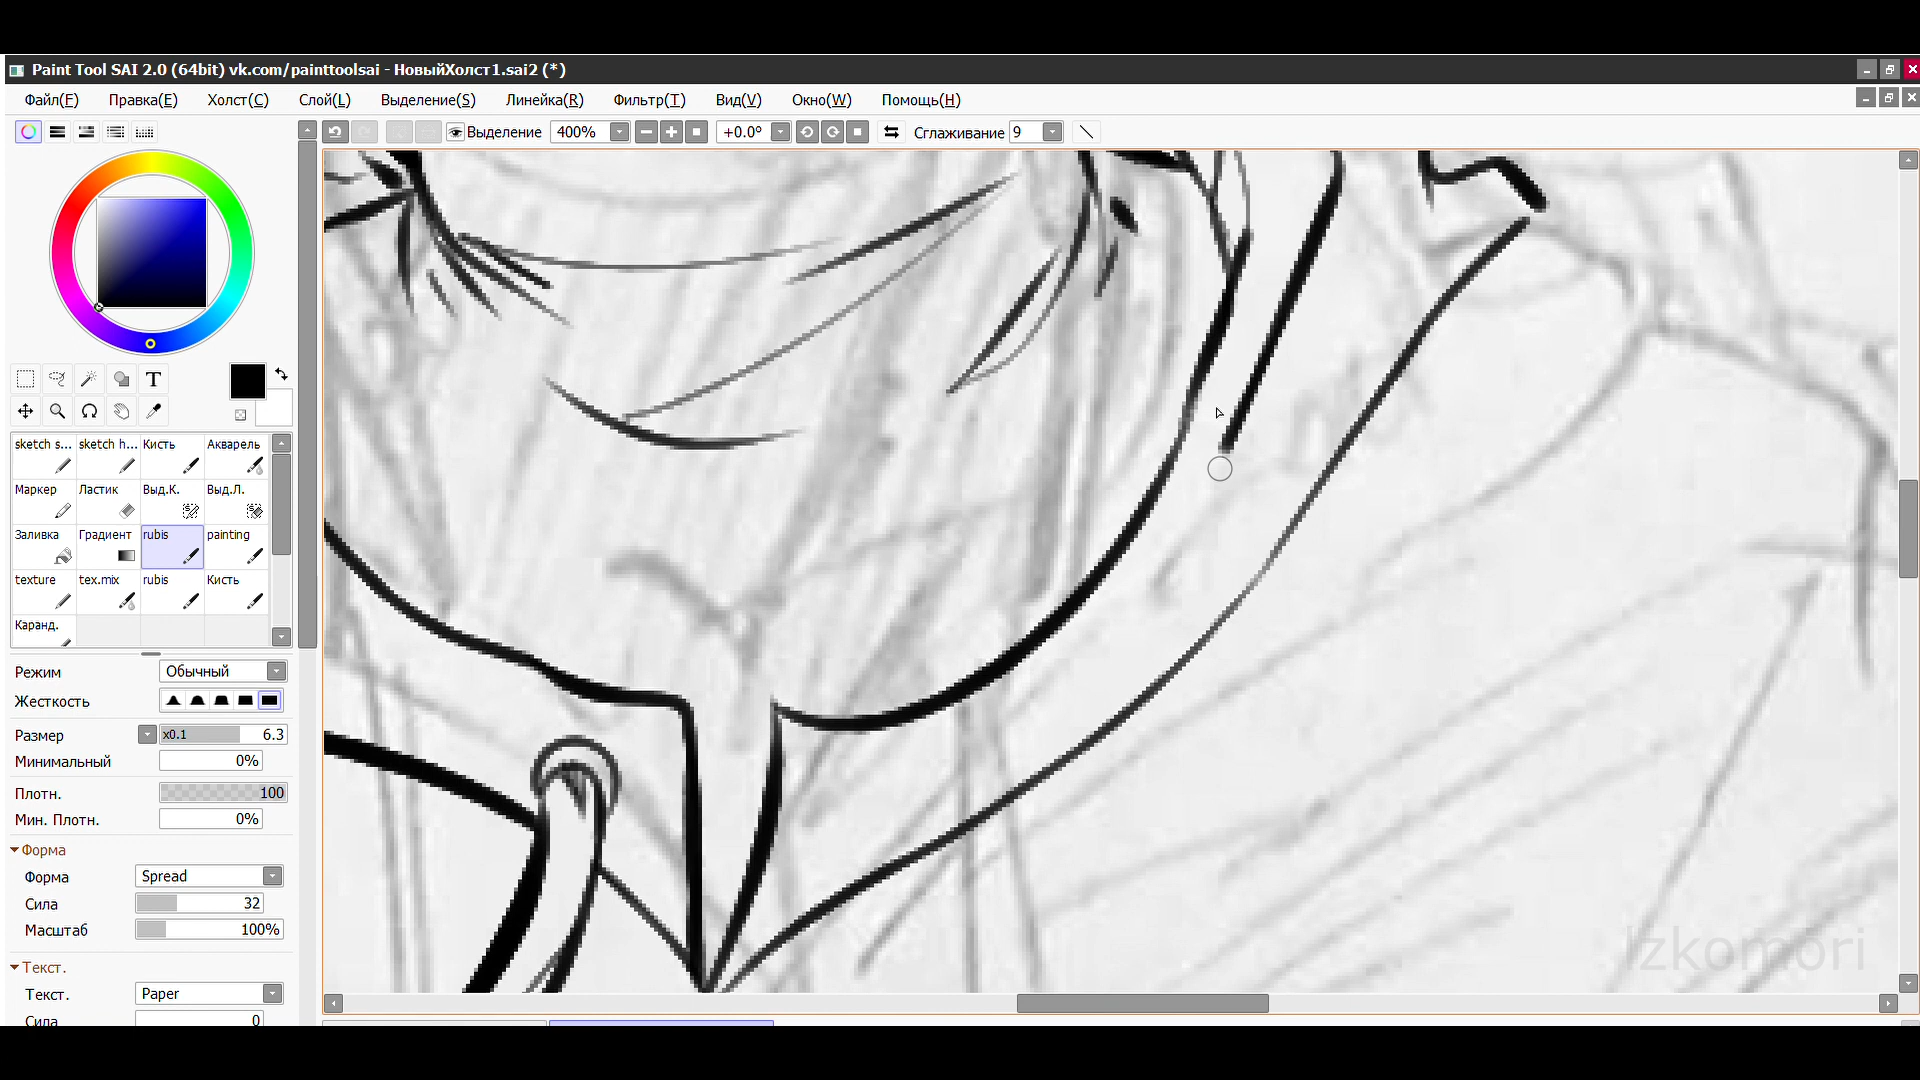 Paint Tool SAI 2.0 (64bit) vk.com/painttoolsai - НовыйХолст1.sai2 (*)
Файл(F) Правка(E) Холст(C) Слой(L) Выделение(S) Линейка(R) Фильтр(T) Вид(V) Окно(W) Помощь(H)
Выделение 400% +0.0º Сглаживание 9
T
sketch s... sketch h... Кисть Акварель
Маркер Ластик Выд.К. Выд.Л.
Заливка Градиент rubis painting
texture tex.mix rubis Кисть
Каранд.
Режим Обычный
Жесткость
Размер x0.1 6.3
Минимальный 0%
Плотн. 100
Мин. Плотн. 0%
Форма
Форма Spread
Сила 32
Масштаб 100%
Текст.
Текст. Paper
Сила 0
Izkomori